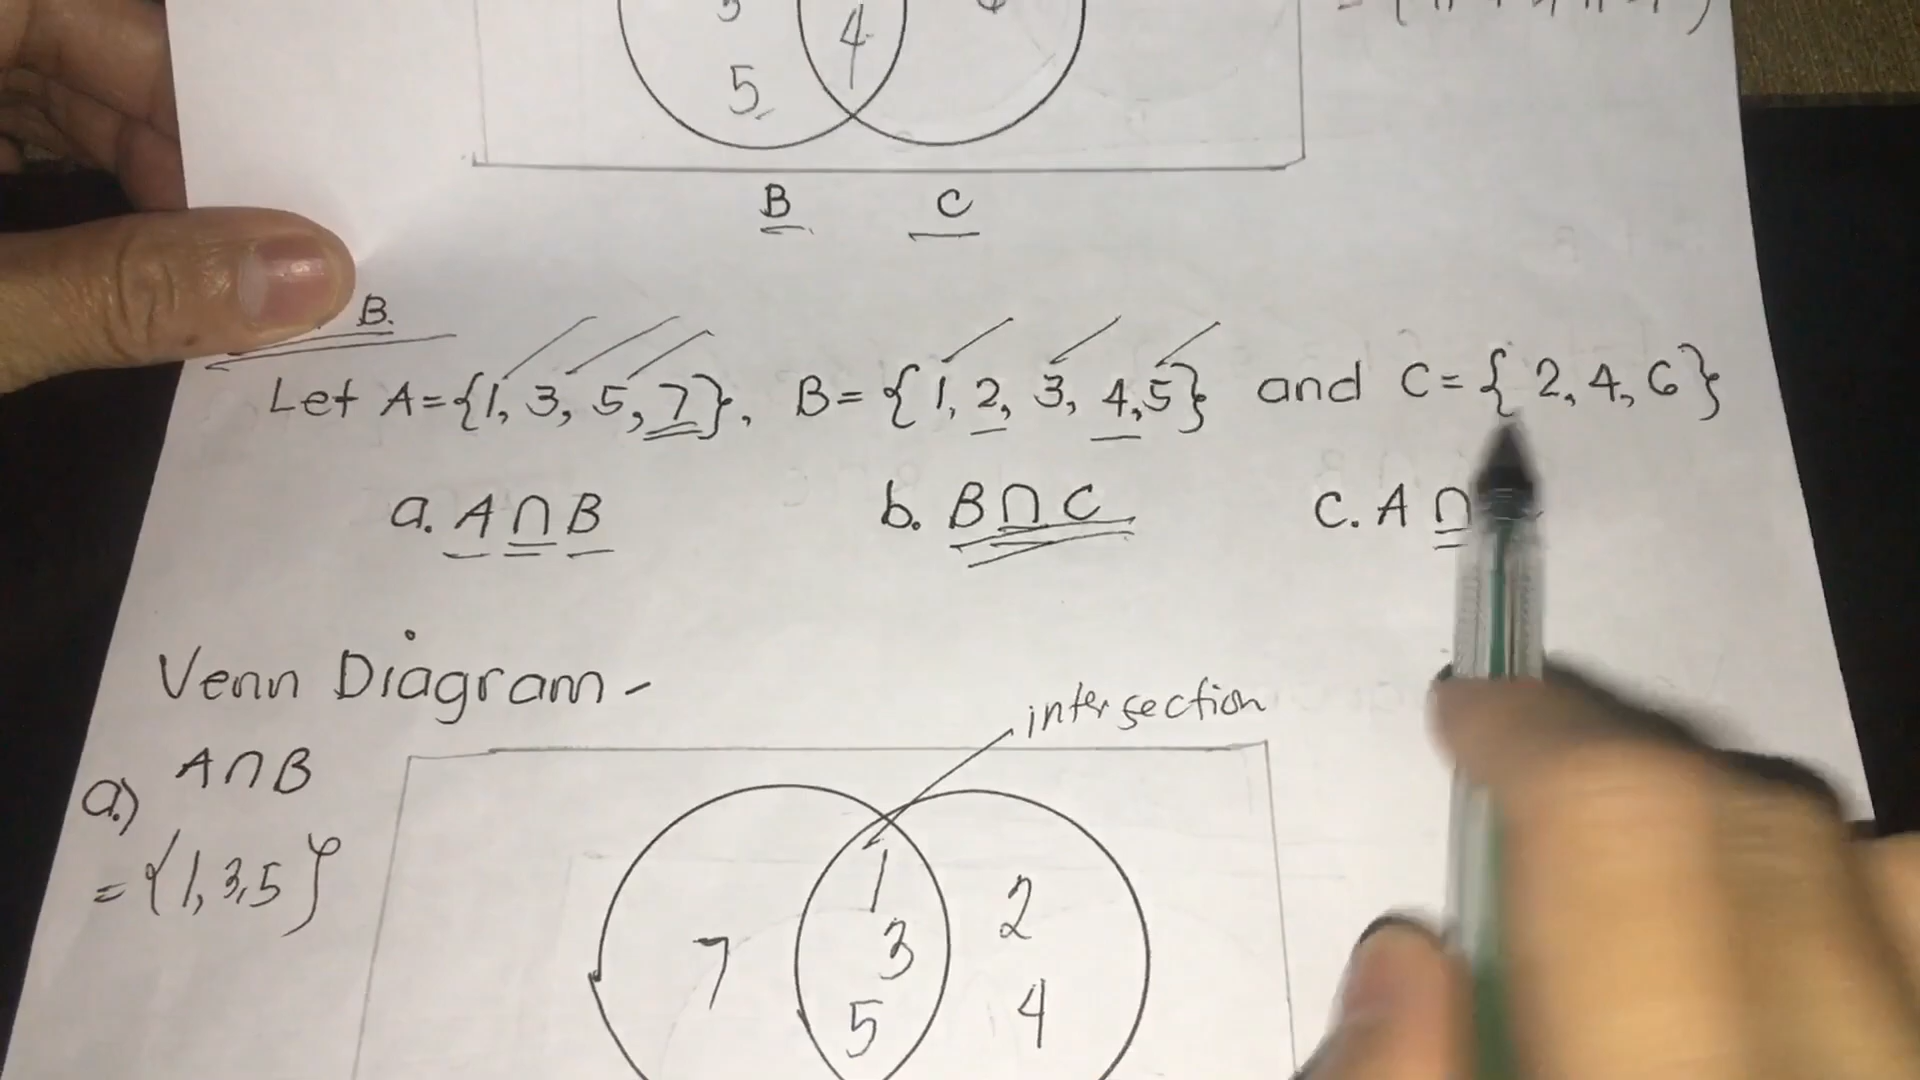 4
5
B C
B.
Let A={1, 3, 5, 7}, B={1, 2, 3, 4,5} and C={2, 4, 6}
a. A∩B b. B∩C c. A ∩
Venn Diagram -
intersection
A∩B
a.)
={1, 3,5}
1
2
3
7
5
4